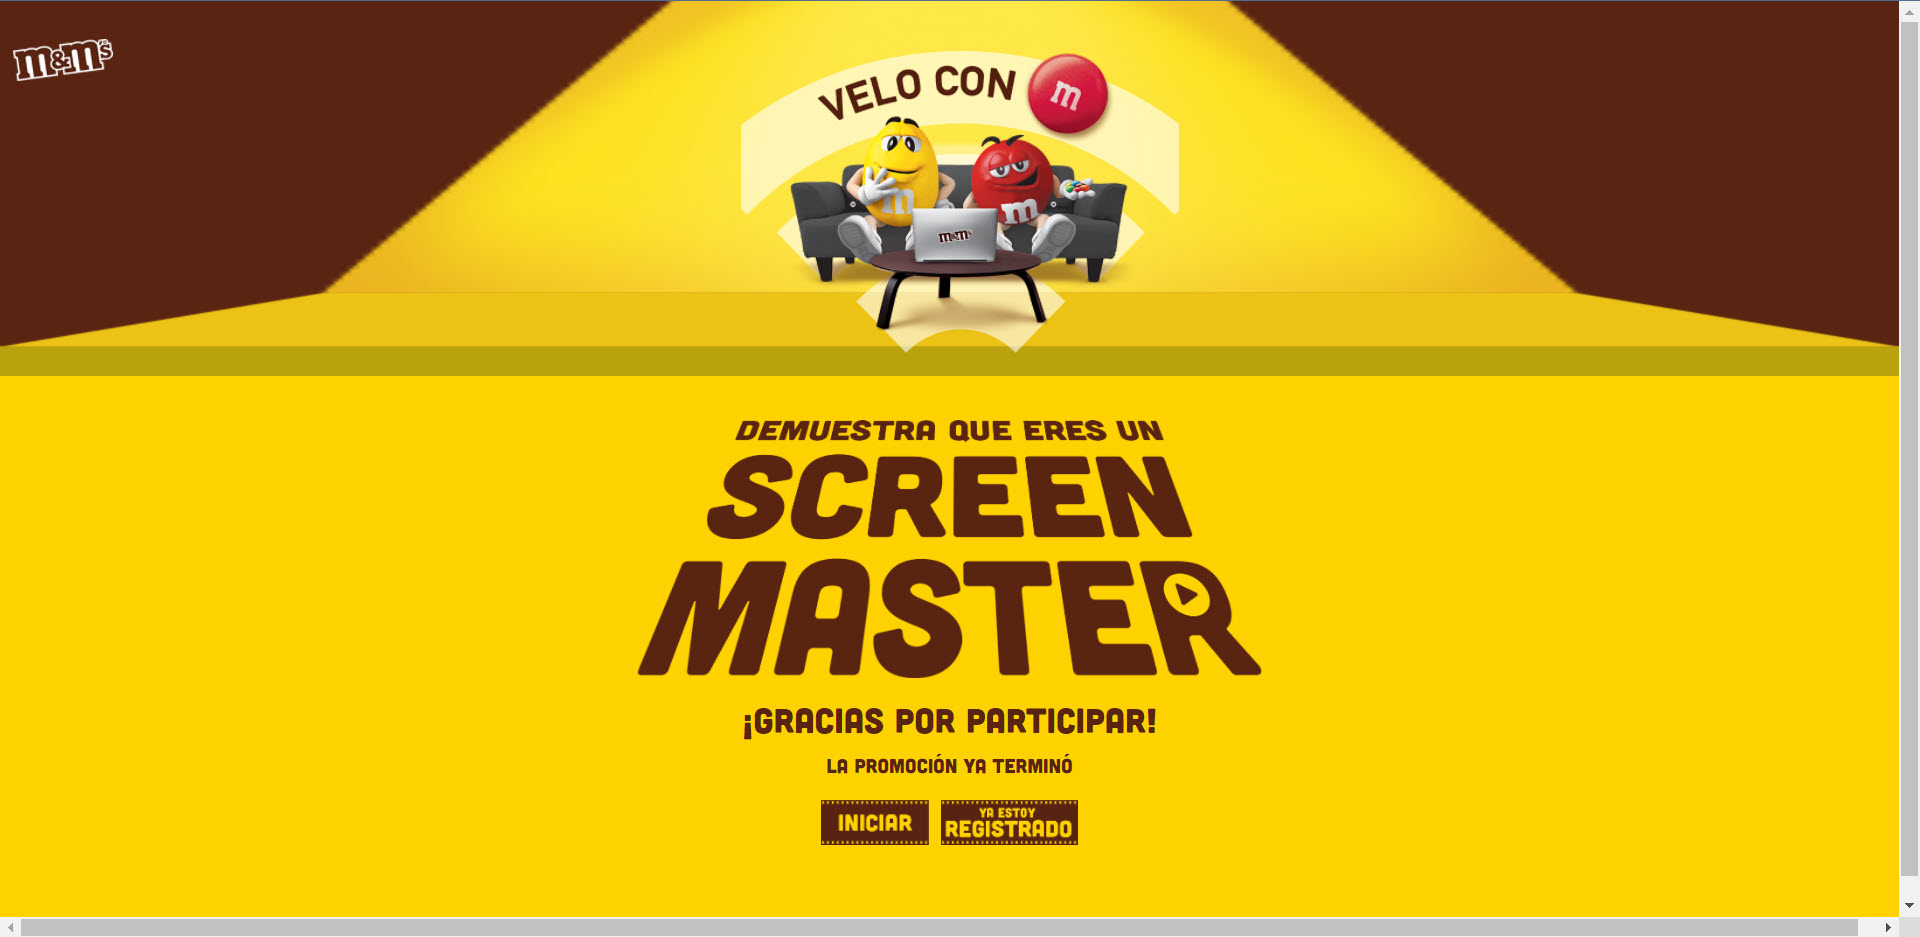 m&m's
VELO CON m
m
m
m&m's
DEMUESTRA QUE ERES UN
SCREEN
MASTER
¡GRACIAS POR PARTICIPAR!
LA PROMOCIÓN YA TERMINÓ
INICIAR
YA ESTOY
REGISTRADO